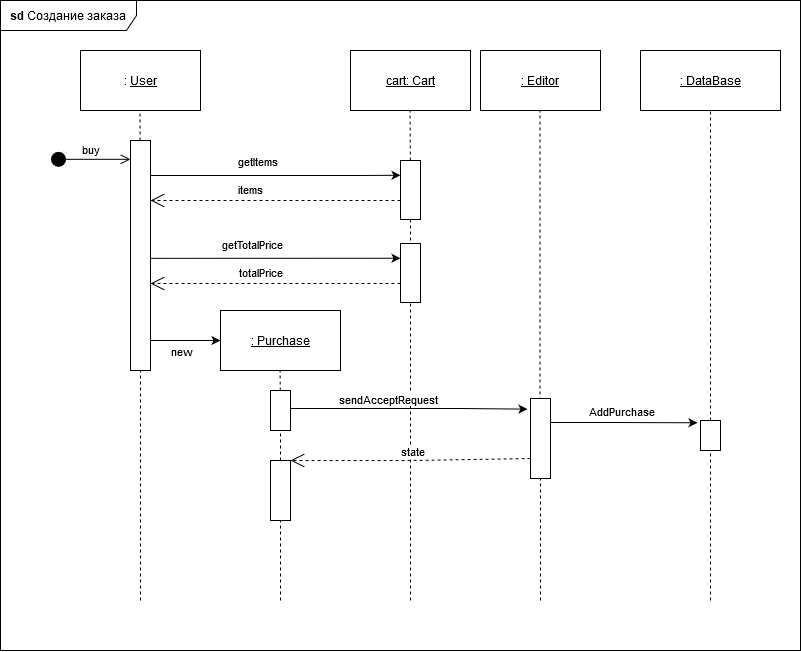 sd Создание заказа
: User
cart: Cart
: Editor
: DataBase
buy
getItems
items
getTotalPrice
totalPrice
: Purchase
new
sendAcceptRequest
AddPurchase
state